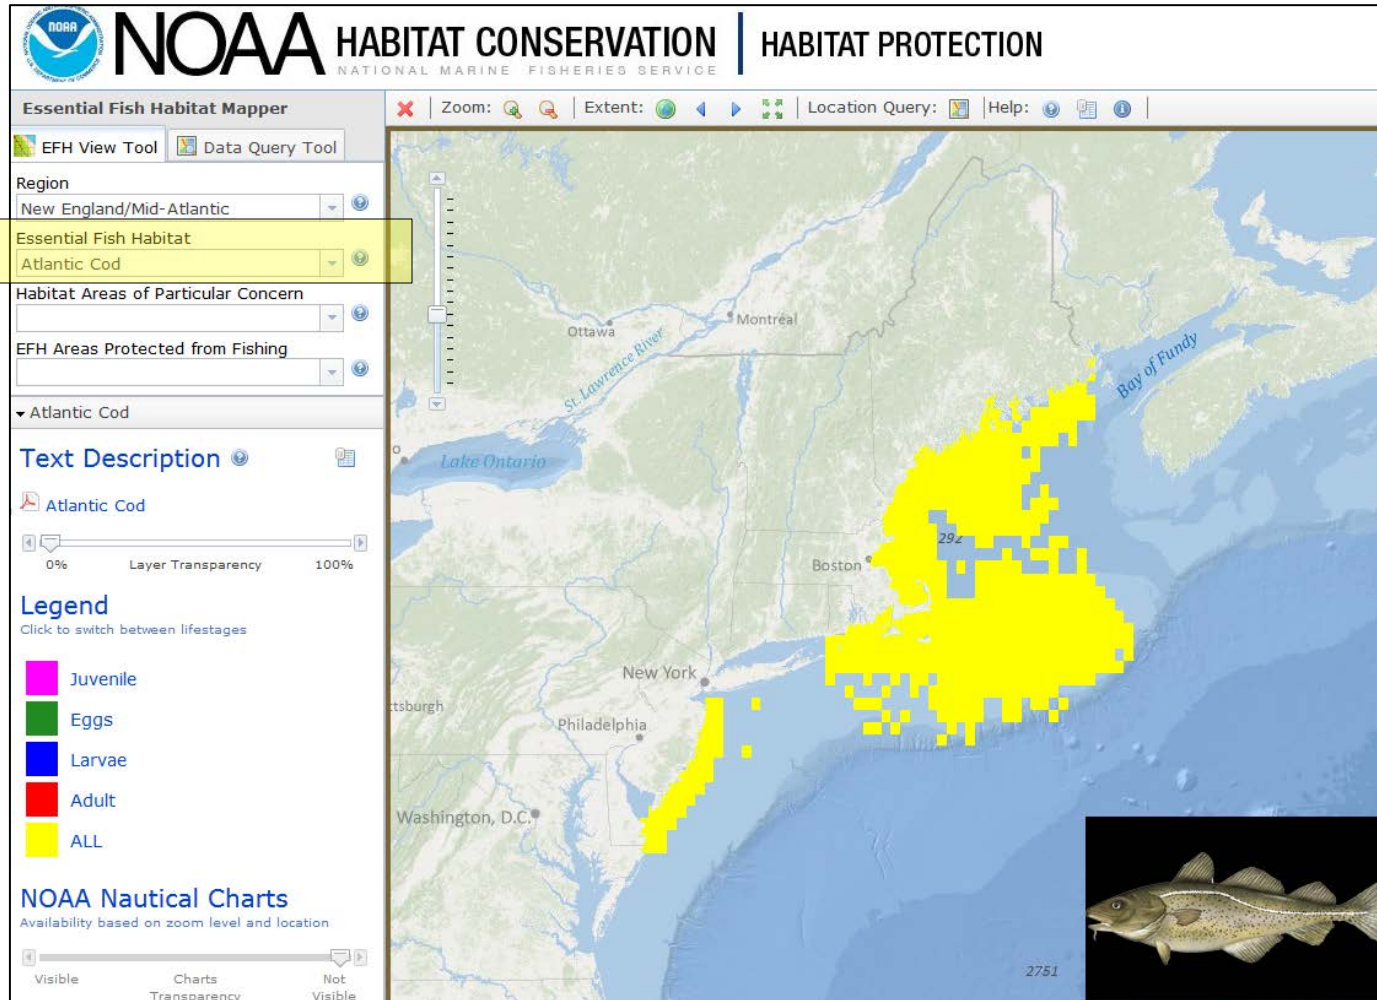 NOAA
NOAA HABITAT CONSERVATION HABITAT PROTECTION
NATIONAL MARINE FISHERIES SERVICE
Essential Fish Habitat Mapper
Zoom: Extent: Location Query: Help:
EFH View Tool Data Query Tool
Region
New England/Mid-Atlantic
Essential Fish Habitat
Atlantic Cod
Habitat Areas of Particular Concern
EFH Areas Protected from Fishing
Atlantic Cod
Text Description
Atlantic Cod
0% Layer Transparency 100%
Legend
Click to switch between lifestages
Juvenile
Eggs
Larvae
Adult
ALL
NOAA Nautical Charts
Availability based on zoom level and location
Visible Charts Not
Transparency Visible
Ottawa
Montreal
St. Lawrence River
Bay of Fundy
o
Lake Ontario
292
Boston
New York
ttsburgh
Philadelphia
Washington, D.C.
2751